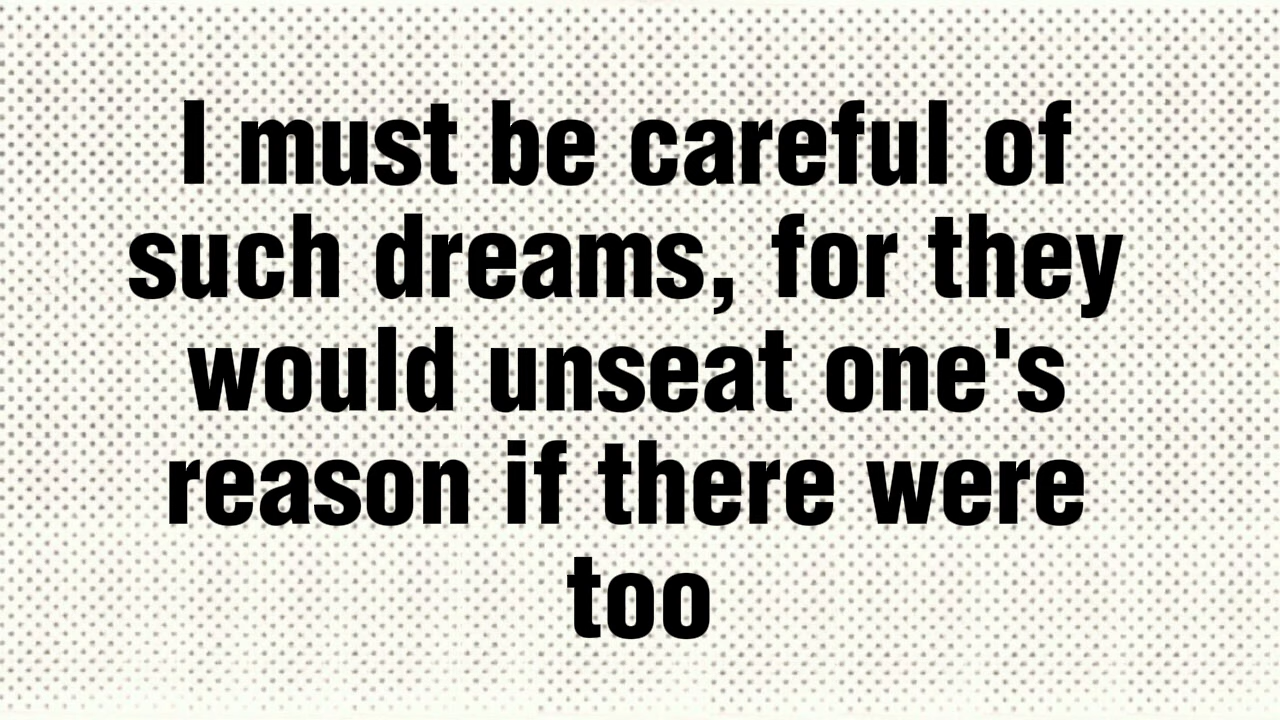 I must be careful of
such dreams, for they
would unseat one's
reason if there were
too